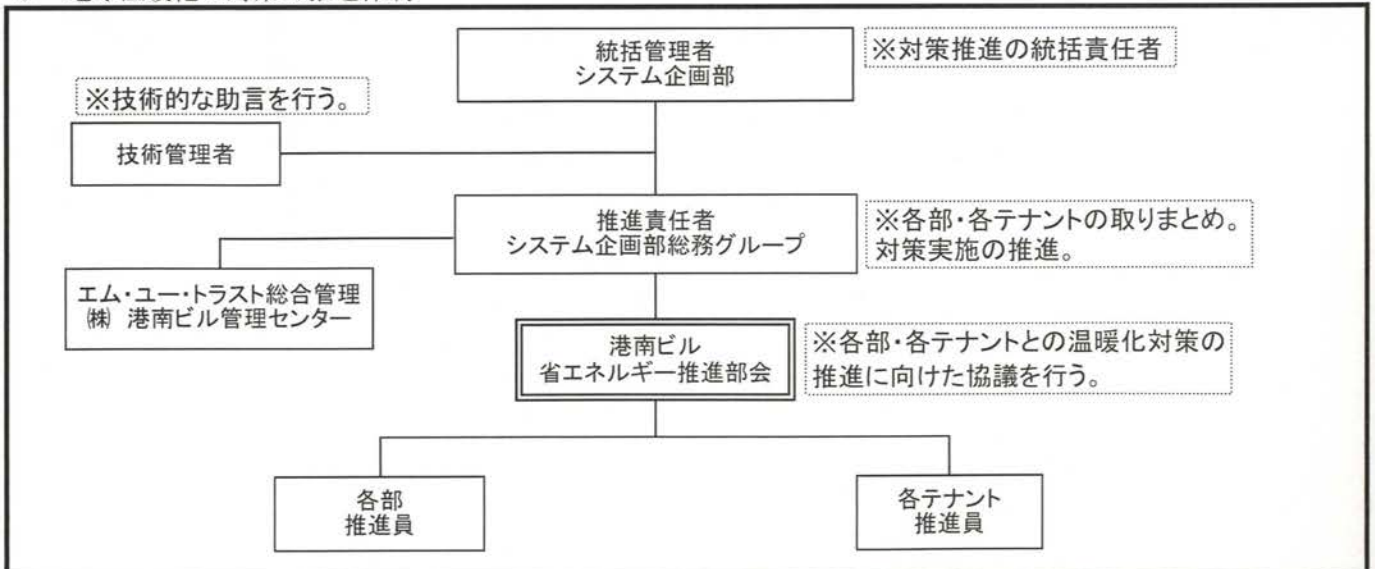 統括管理者
システム企画部
※対策推進の統括責任者
※技術的な助言を行う。
技術管理者
推進責任者
システム企画部総務グループ
※各部・各テナントの取りまとめ。
対策実施の推進。
エム・ユー・トラスト総合管理
㈱ 港南ビル管理センター
港南ビル
省エネルギー推進部会
※各部・各テナントとの温暖化対策の
推進に向けた協議を行う。
各部
推進員
各テナント
推進員